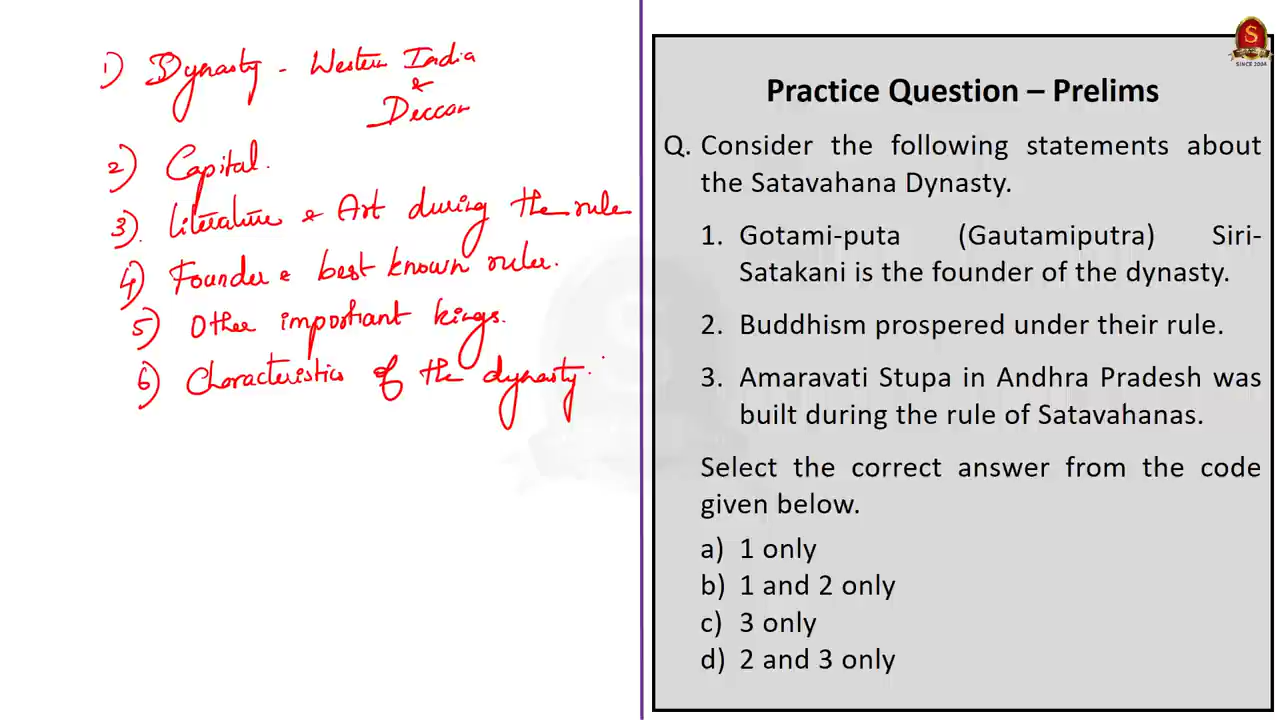 1) Dynasty - Western India
&
Deccan
2) Capital.
3). Literature & Art during the rule
4) Founder & best known ruler.
5) Other important kings.
6) Characteristics of the dynasty.
S
SINCE 2004
Practice Question – Prelims
Q. Consider the following statements about
the Satavahana Dynasty.
1. Gotami-puta (Gautamiputra) Siri-
Satakani is the founder of the dynasty.
2. Buddhism prospered under their rule.
3. Amaravati Stupa in Andhra Pradesh was
built during the rule of Satavahanas.
Select the correct answer from the code
given below.
a) 1 only
b) 1 and 2 only
c) 3 only
d) 2 and 3 only